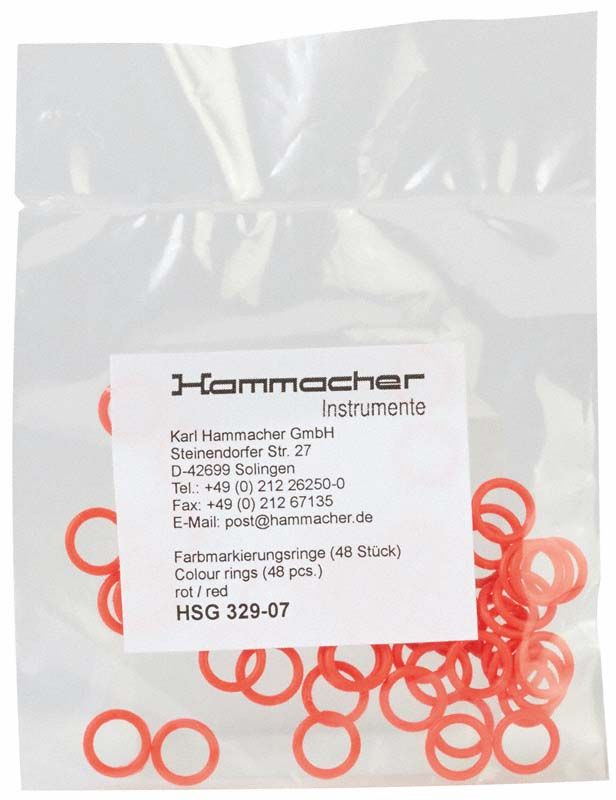 Hammacher
Instrumente
Karl Hammacher GmbH
Steinendorfer Str. 27
D-42699 Solingen
Tel.: +49 (0) 212 26250-0
Fax: +49 (0) 212 67135
E-Mail: post@hammacher.de
Farbmarkierungsringe (48 Stück)
Colour rings (48 pcs.)
rot / red
HSG 329-07